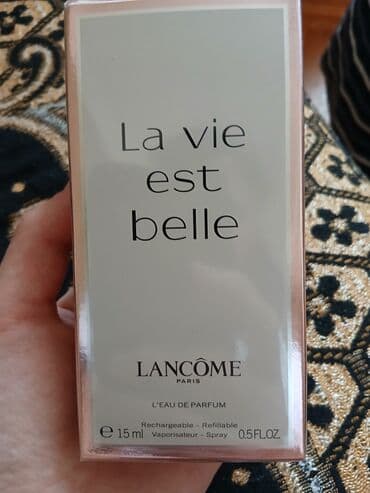 La vie
est
belle
LANCÔME
PARIS
L'EAU DE PARFUM
Rechargeable - Refillable
℮ 15 ml Vaporisateur - Spray 0.5 FL.OZ.